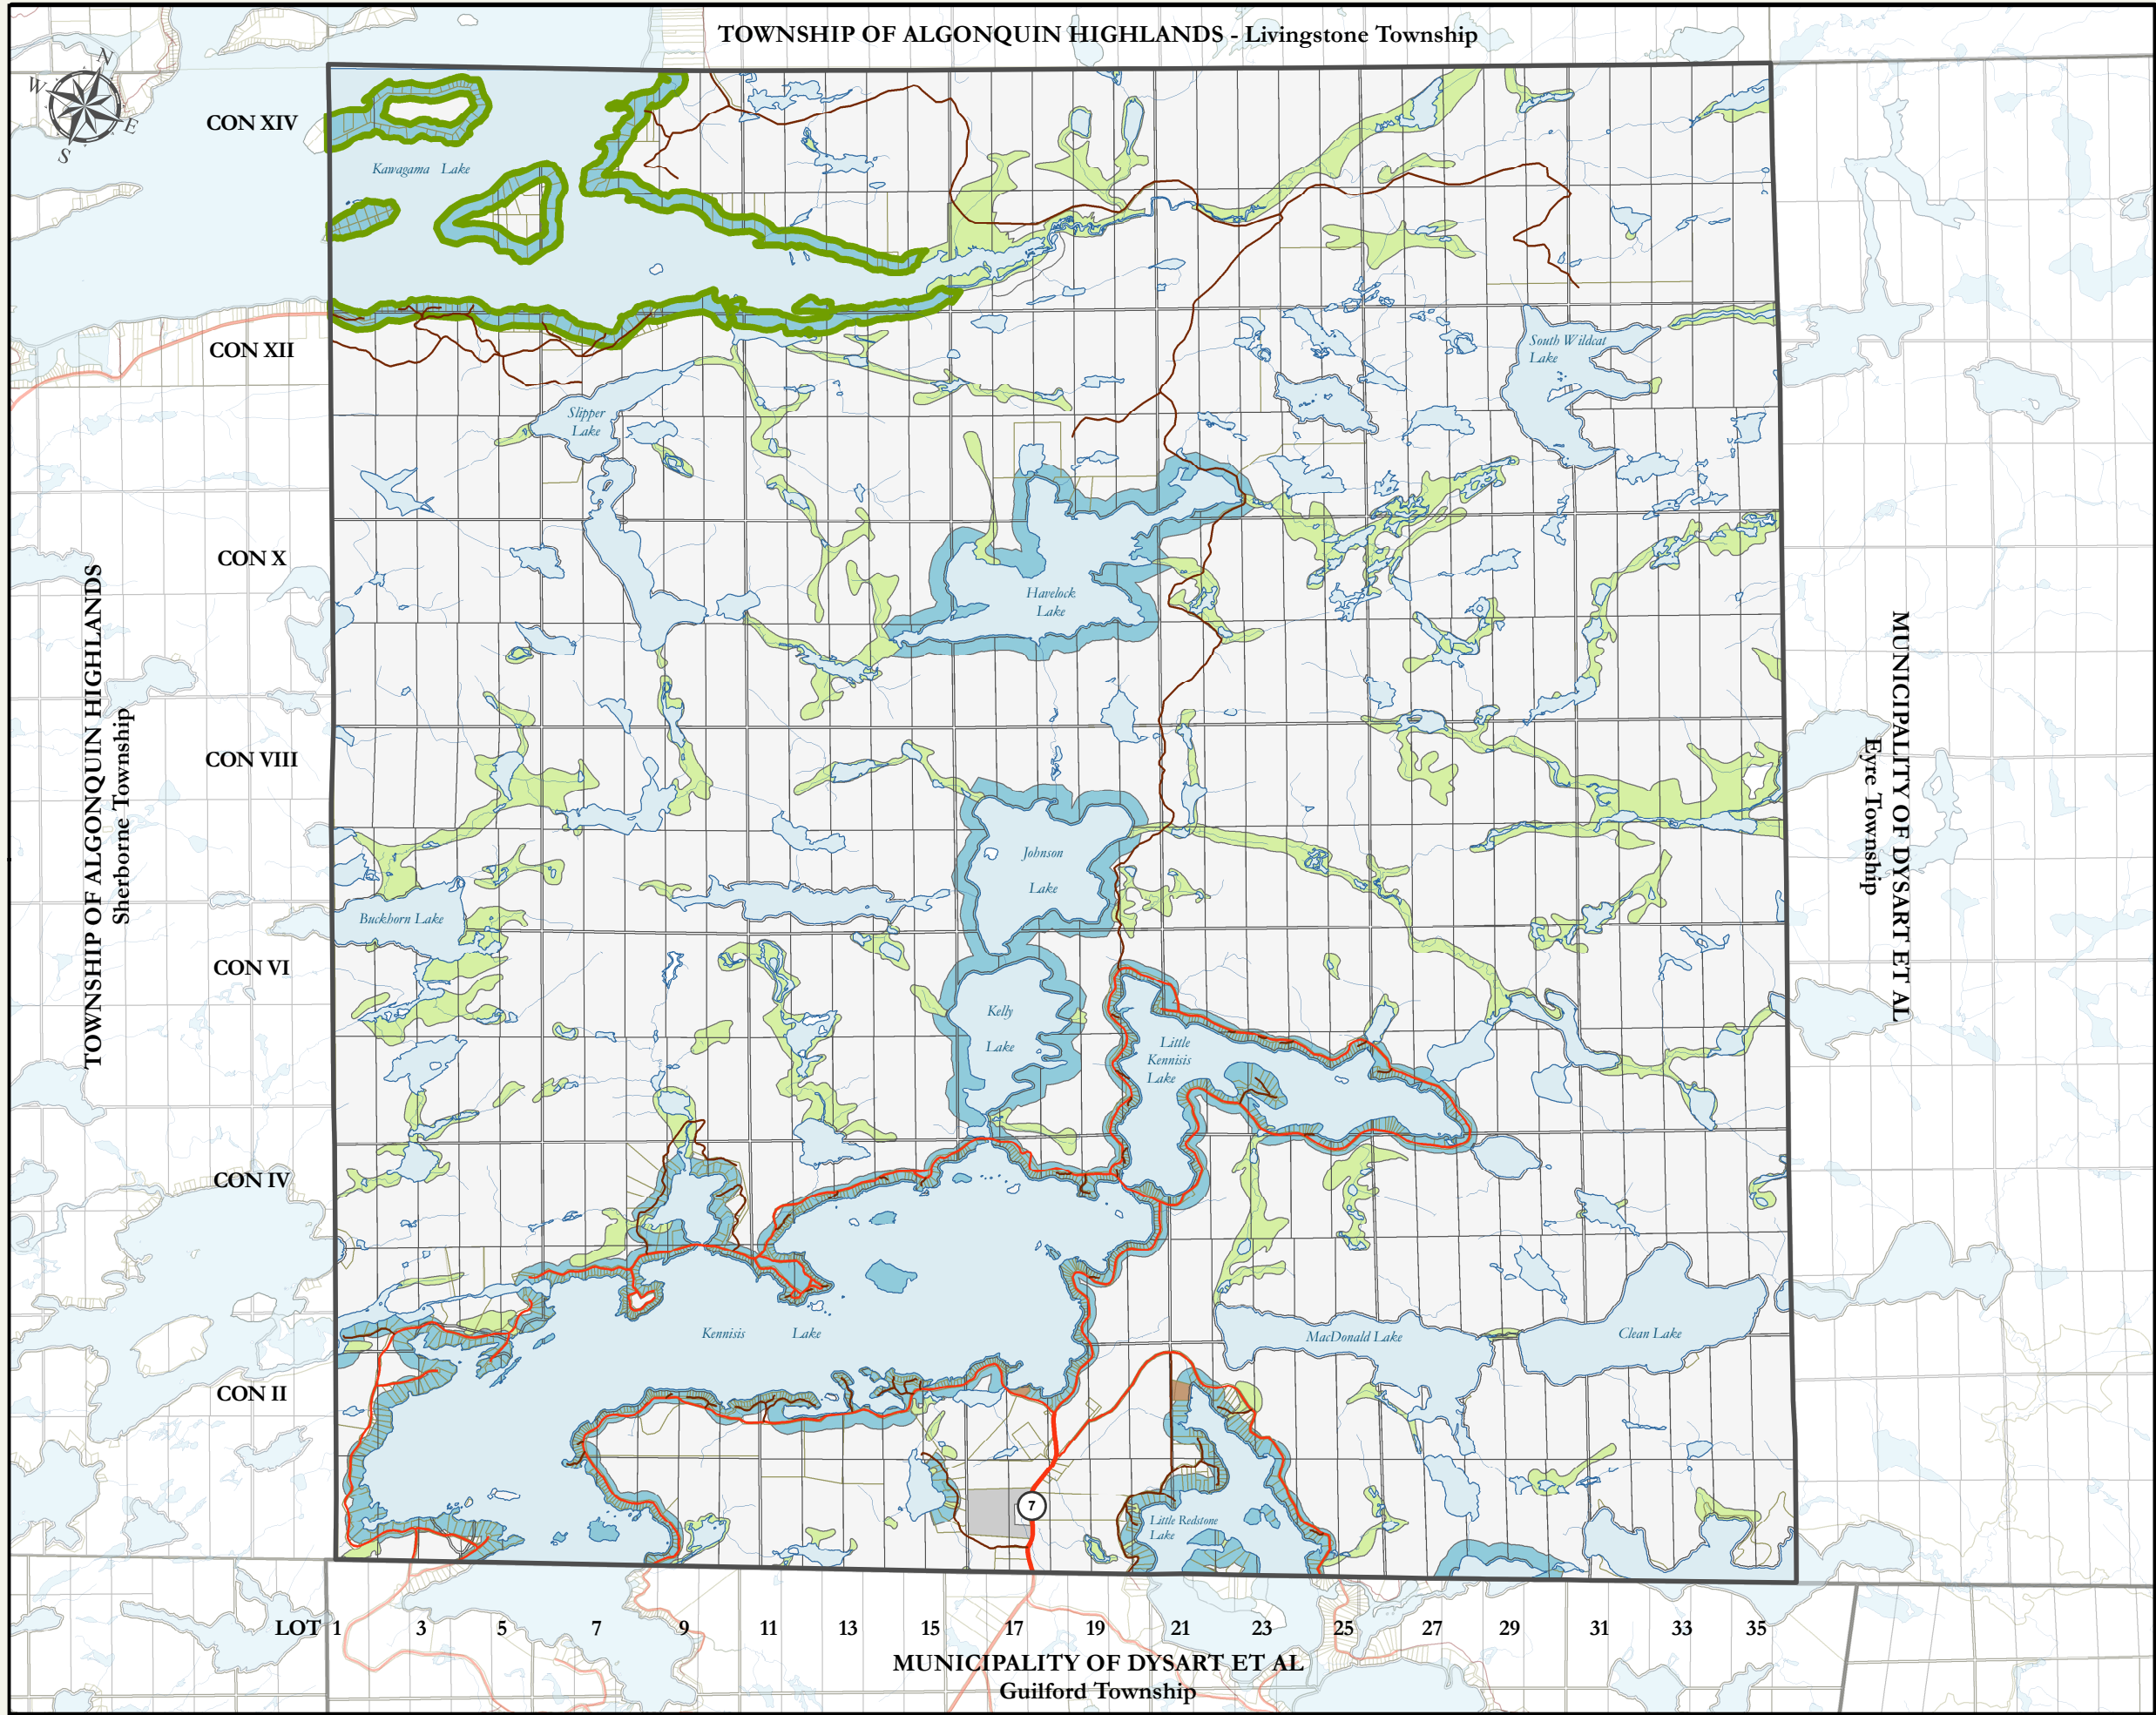 TOWNSHIP OF ALGONQUIN HIGHLANDS - Livingstone Township
N
W
E
S
CON XIV
Kawagama Lake
CON XII
South Wildcat
Lake
Slipper
Lake
CON X
Havelock
Lake
TOWNSHIP OF ALGONQUIN HIGHLANDS
Sherborne Township
MUNICIPALITY OF DYSART ET AL
Eyre Township
CON VIII
Johnson
Lake
Buckhorn Lake
CON VI
Kelly
Lake
Little
Kennisis
Lake
CON IV
Kennisis Lake
MacDonald Lake
Clean Lake
CON II
7
Little Redstone
Lake
LOT 1 3 5 7 9 11 13 15 17 19 21 23 25 27 29 31 33 35
MUNICIPALITY OF DYSART ET AL
Guilford Township